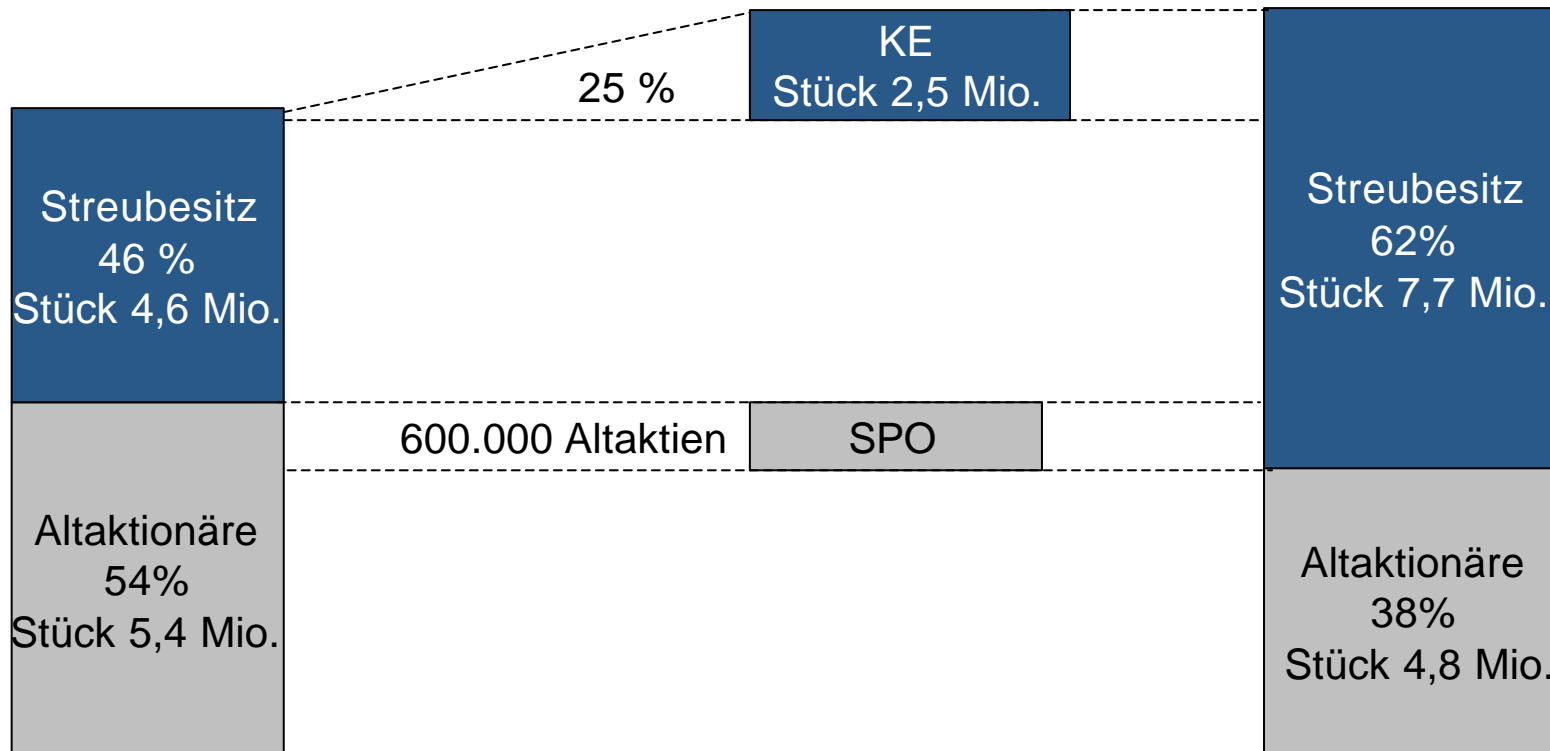 KE
Stück 2,5 Mio.
25 %
Streubesitz
46 %
Stück 4,6 Mio.
Streubesitz
62%
Stück 7,7 Mio.
600.000 Altaktien
SPO
Altaktionäre
54%
Stück 5,4 Mio.
Altaktionäre
38%
Stück 4,8 Mio.